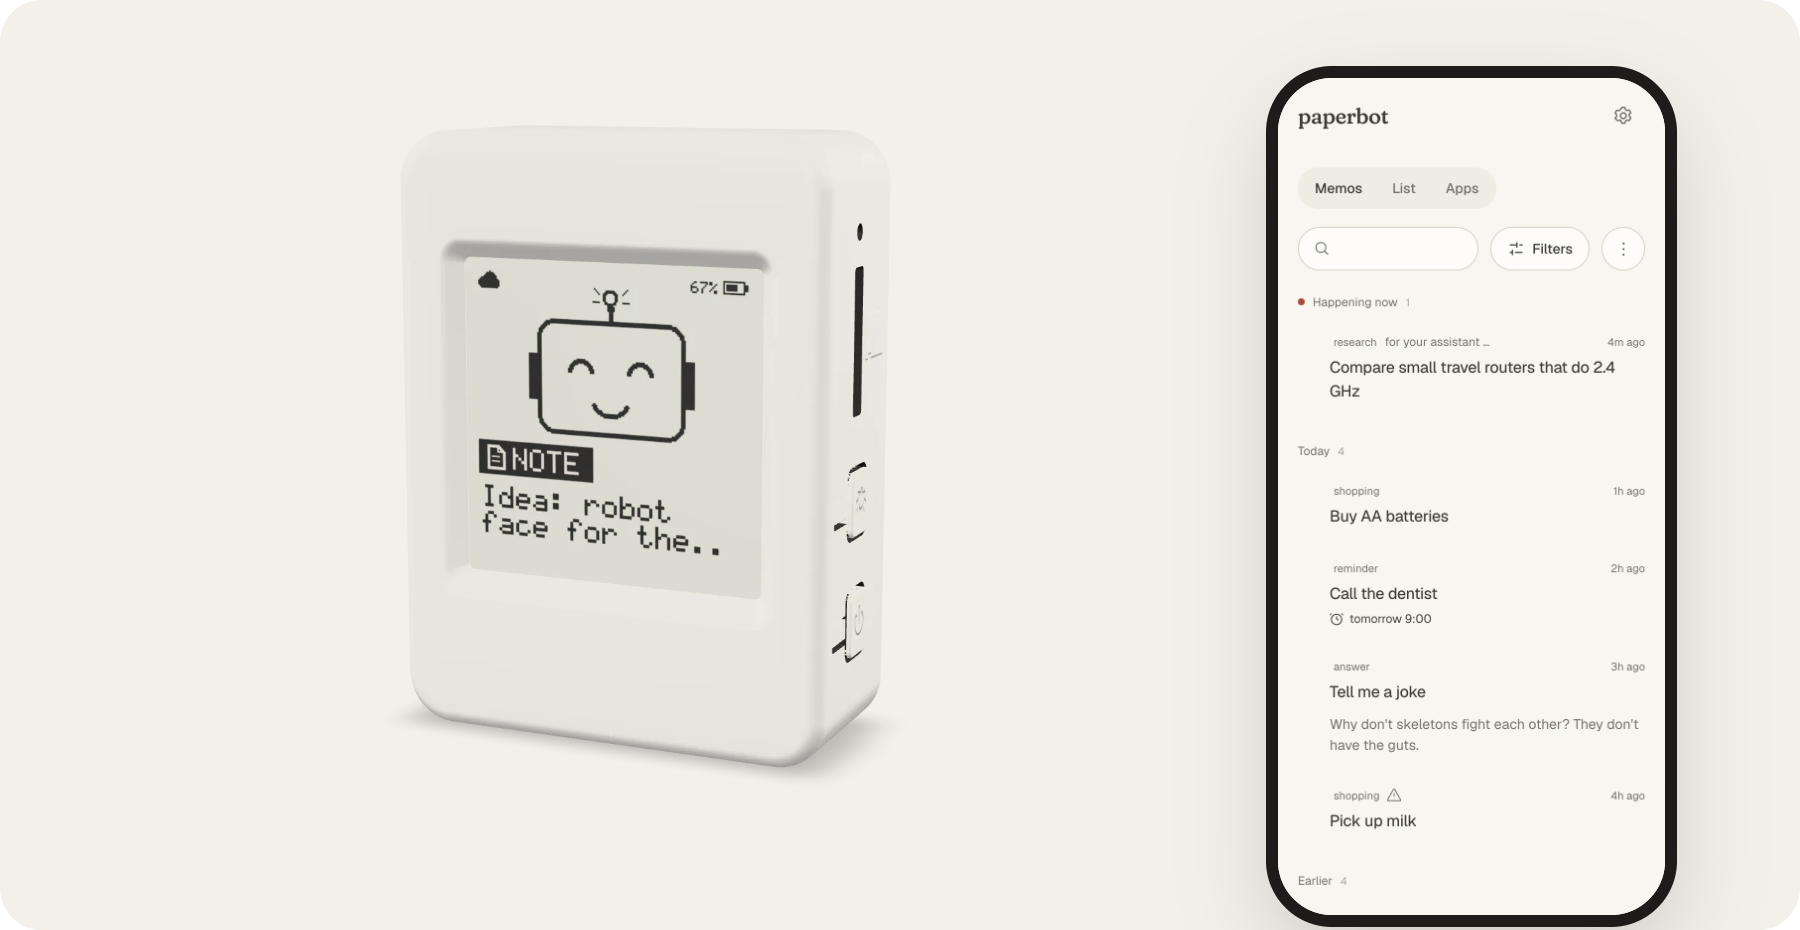 67%
NOTE
Idea: robot
face for the..
paperbot
Memos List Apps
Filters
Happening now 1
research for your assistant ... 4m ago
Compare small travel routers that do 2.4
GHz
Today 4
shopping 1h ago
Buy AA batteries
reminder 2h ago
Call the dentist
tomorrow 9:00
answer 3h ago
Tell me a joke
Why don't skeletons fight each other? They don't
have the guts.
shopping 4h ago
Pick up milk
Earlier 4